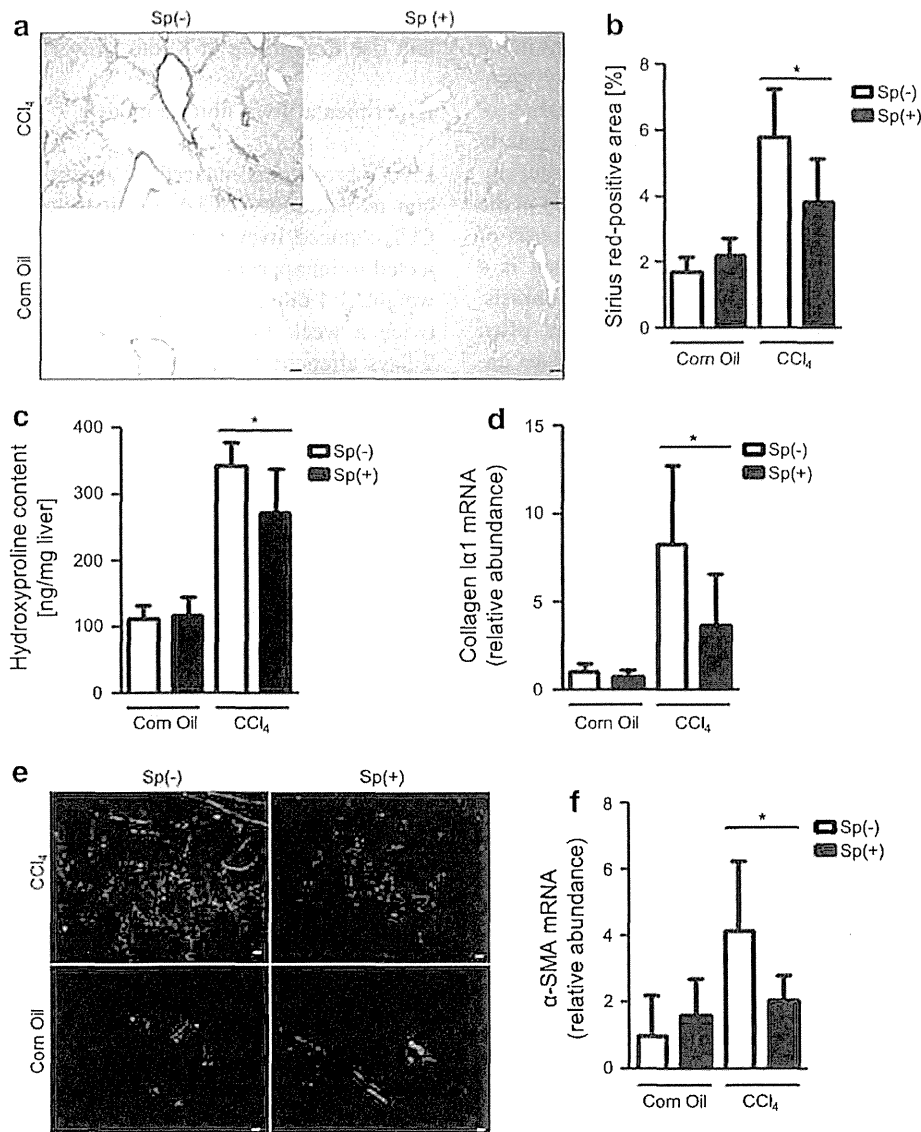 a
Sp(-) Sp (+)
CCl4
Corn Oil
b
Sirius red-positive area [%]
8
6
4
2
0
*
Sp(-)
Sp(+)
Corn Oil CCl4
c
Hydroxyproline content
[ng/mg liver]
400
300
200
100
0
*
Sp(-)
Sp(+)
Corn Oil CCl4
d
Collagen Iα1 mRNA
(relative abundance)
15
10
5
0
*
Sp(-)
Sp(+)
Corn Oil CCl4
e
Sp(-) Sp(+)
CCl4
Corn Oil
f
α-SMA mRNA
(relative abundance)
8
6
4
2
0
*
Sp(-)
Sp(+)
Corn Oil CCl4